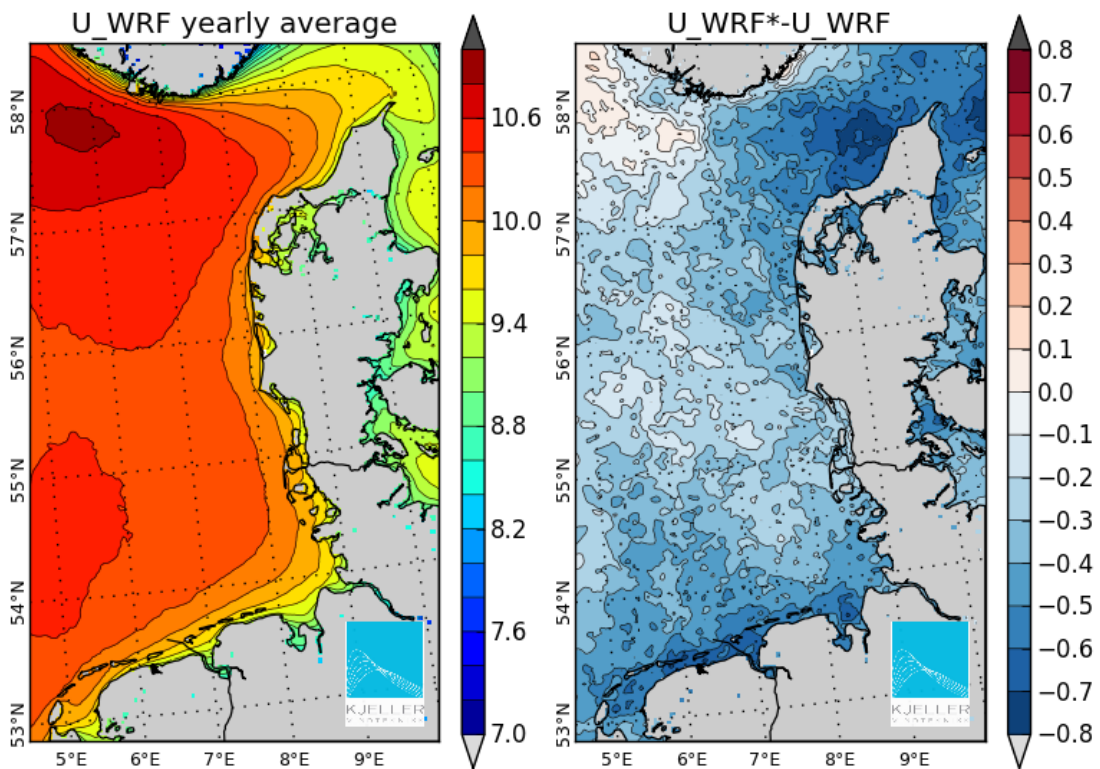 U_WRF yearly average
U_WRF*-U_WRF
58°N
57°N
56°N
55°N
54°N
53°N
5°E 6°E 7°E 8°E 9°E
10.6
10.0
9.4
8.8
8.2
7.6
7.0
KJELLER
VINDTEKNIKK
58°N
57°N
56°N
55°N
54°N
53°N
5°E 6°E 7°E 8°E 9°E
0.8
0.7
0.6
0.5
0.4
0.3
0.2
0.1
0.0
−0.1
−0.2
−0.3
−0.4
−0.5
−0.6
−0.7
−0.8
KJELLER
VINDTEKNIKK